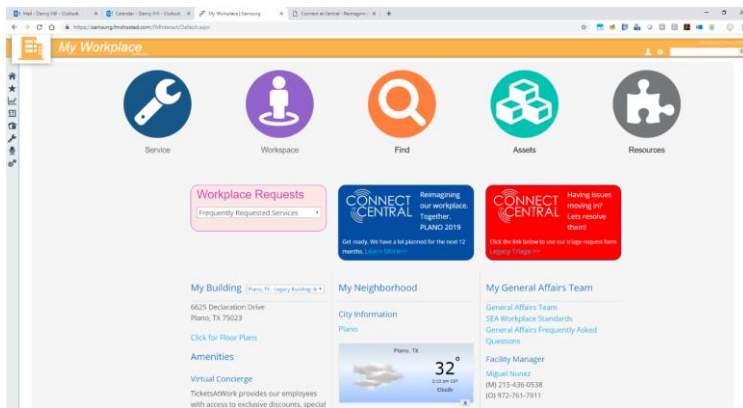 Mail - Danny Hill - Outlook
Calendar - Danny Hill - Outlook
My Workplace | Samsung
Connect at Central - Reimagini
https://samsung.fmshosted.com/FMInteract/Default.aspx
My Workplace
Service
Workspace
Find
Assets
Resources
Workplace Requests
Frequently Requested Services
CONNECT
CENTRAL
Reimagining
our workplace.
Together.
PLANO 2019
Get ready. We have a lot planned for the next 12
months. Learn More>>
CONNECT
CENTRAL
Having issues
moving in?
Lets resolve
them!
Click the link below to use our triage request form
Legacy Triage >>
My Building
Plano, TX - Legacy Building
6625 Declaration Drive
Plano, TX 75023
Click for Floor Plans
Amenities
Virtual Concierge
TicketsAtWork provides our employees
with access to exclusive discounts, special
My Neighborhood
City Information
Plano
Plano, TX
32°
2:12 pm CST
Cloudy
My General Affairs Team
General Affairs Team
SEA Workplace Standards
General Affairs Frequently Asked
Questions
Facility Manager
Miguel Nunez
(M) 215-436-0538
(O) 972-761-7911